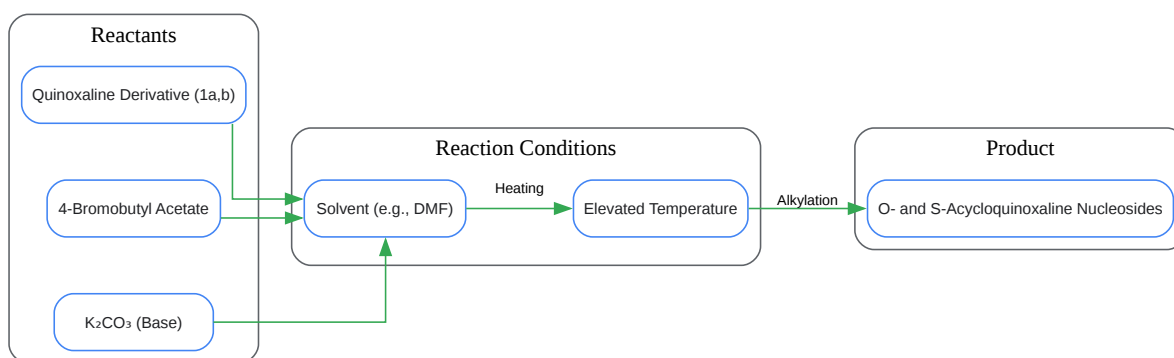 Reactants
Quinoxaline Derivative (1a,b)
4-Bromobutyl Acetate
K₂CO₃ (Base)
Reaction Conditions
Solvent (e.g., DMF)
Heating
Elevated Temperature
Alkylation
Product
O- and S-Acycloquinoxaline Nucleosides